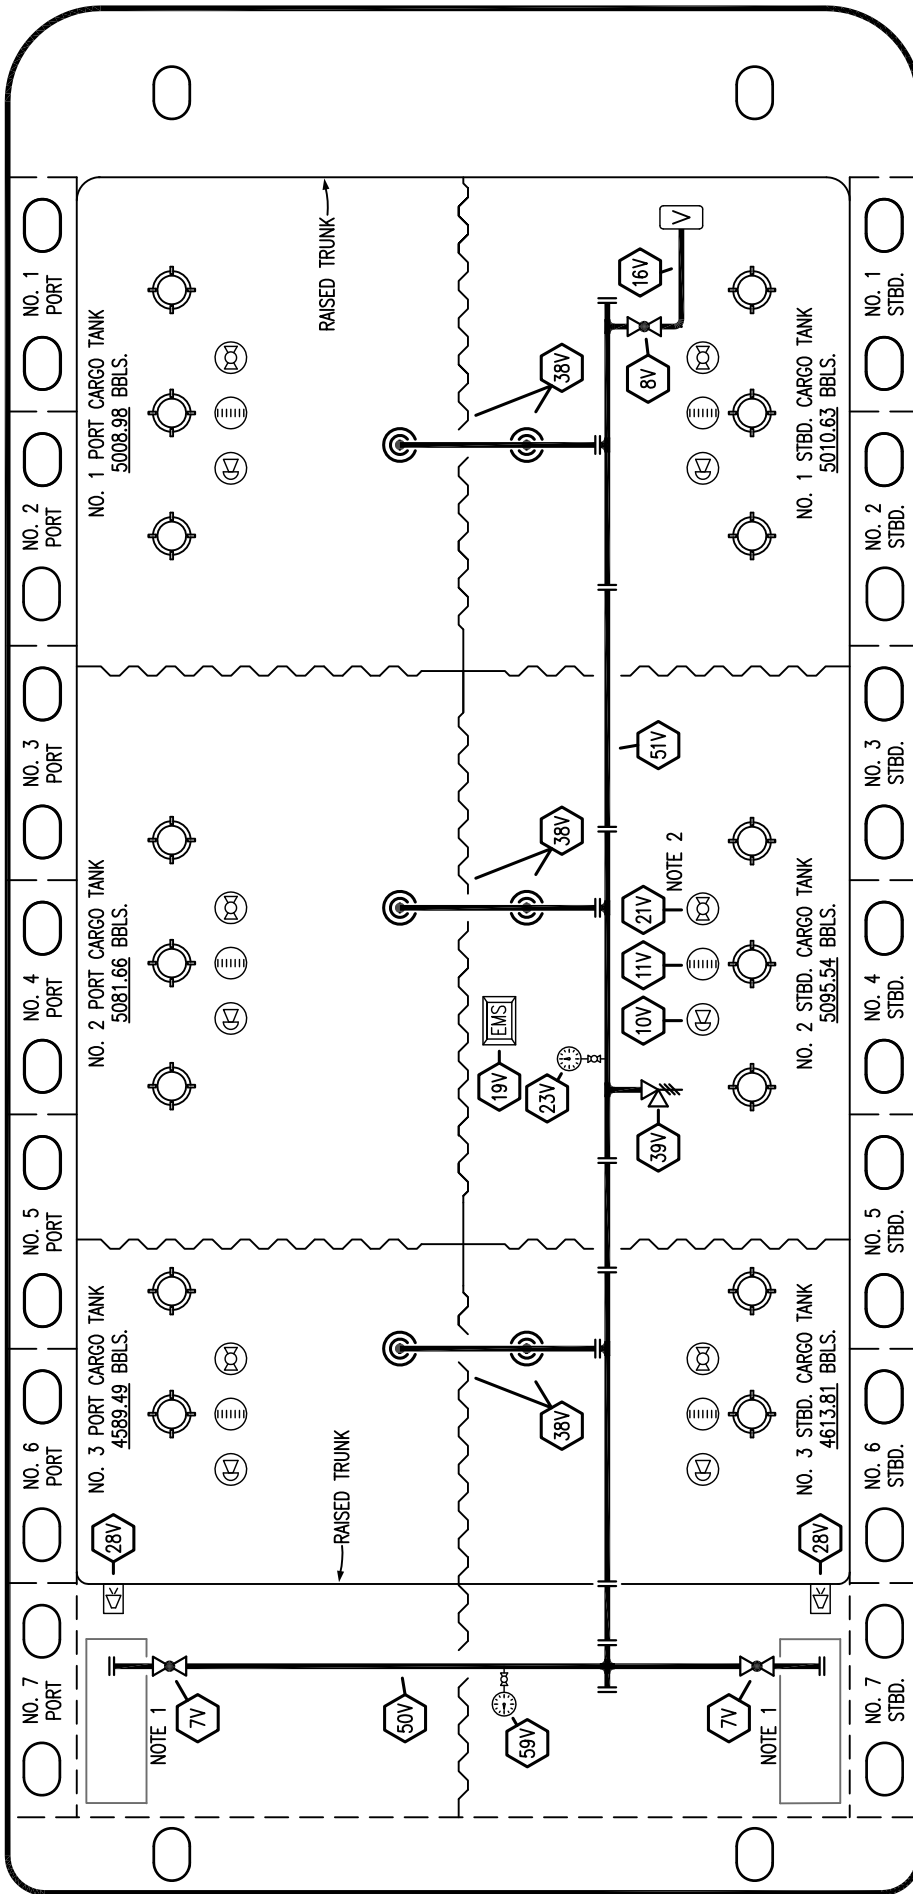 NO. 1
PORT
NO. 2
PORT
NO. 3
PORT
NO. 4
PORT
NO. 5
PORT
NO. 6
PORT
NO. 7
PORT
NO. 1 PORT CARGO TANK
5008.98 BBLS.
NO. 2 PORT CARGO TANK
5081.66 BBLS.
NO. 3 PORT CARGO TANK
4589.49 BBLS.
RAISED TRUNK
RAISED TRUNK
28V
NOTE 1
7V
50V
59V
38V
38V
38V
EMS
19V
23V
39V
10V
11V
21V
NOTE 2
51V
8V
16V
V
NO. 1 STBD. CARGO TANK
5010.63 BBLS.
NO. 2 STBD. CARGO TANK
5095.54 BBLS.
NO. 3 STBD. CARGO TANK
4613.81 BBLS.
28V
7V
NOTE 1
NO. 1
STBD.
NO. 2
STBD.
NO. 3
STBD.
NO. 4
STBD.
NO. 5
STBD.
NO. 6
STBD.
NO. 7
STBD.